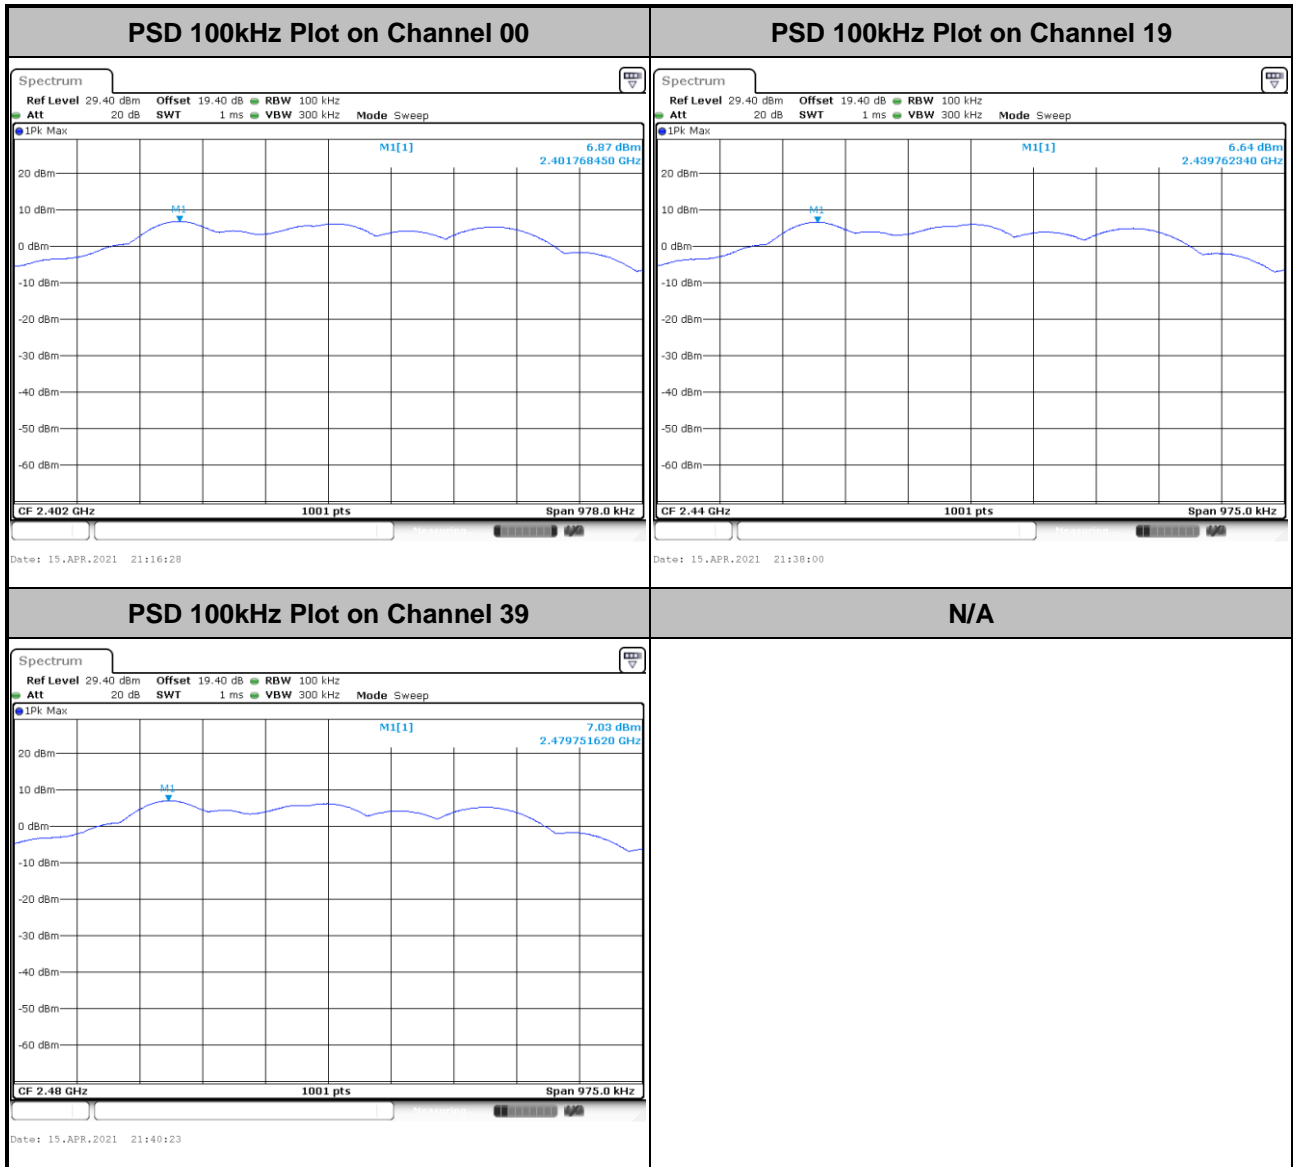 PSD 100kHz Plot on Channel 00
Spectrum
Ref Level 29.40 dBm Offset 19.40 dB RBW 100 kHz
Att 20 dB SWT 1 ms VBW 300 kHz Mode Sweep
1Pk Max
M1[1] 6.87 dBm
2.401768450 GHz
20 dBm
10 dBm
M1
0 dBm
-10 dBm
-20 dBm
-30 dBm
-40 dBm
-50 dBm
-60 dBm
CF 2.402 GHz 1001 pts Span 978.0 kHz
Measuring...
Date: 15.APR.2021 21:16:28
PSD 100kHz Plot on Channel 19
Spectrum
Ref Level 29.40 dBm Offset 19.40 dB RBW 100 kHz
Att 20 dB SWT 1 ms VBW 300 kHz Mode Sweep
1Pk Max
M1[1] 6.64 dBm
2.439762340 GHz
20 dBm
10 dBm
M1
0 dBm
-10 dBm
-20 dBm
-30 dBm
-40 dBm
-50 dBm
-60 dBm
CF 2.44 GHz 1001 pts Span 975.0 kHz
Measuring...
Date: 15.APR.2021 21:38:00
PSD 100kHz Plot on Channel 39
Spectrum
Ref Level 29.40 dBm Offset 19.40 dB RBW 100 kHz
Att 20 dB SWT 1 ms VBW 300 kHz Mode Sweep
1Pk Max
M1[1] 7.03 dBm
2.479751620 GHz
20 dBm
10 dBm
M1
0 dBm
-10 dBm
-20 dBm
-30 dBm
-40 dBm
-50 dBm
-60 dBm
CF 2.48 GHz 1001 pts Span 975.0 kHz
Measuring...
Date: 15.APR.2021 21:40:23
N/A